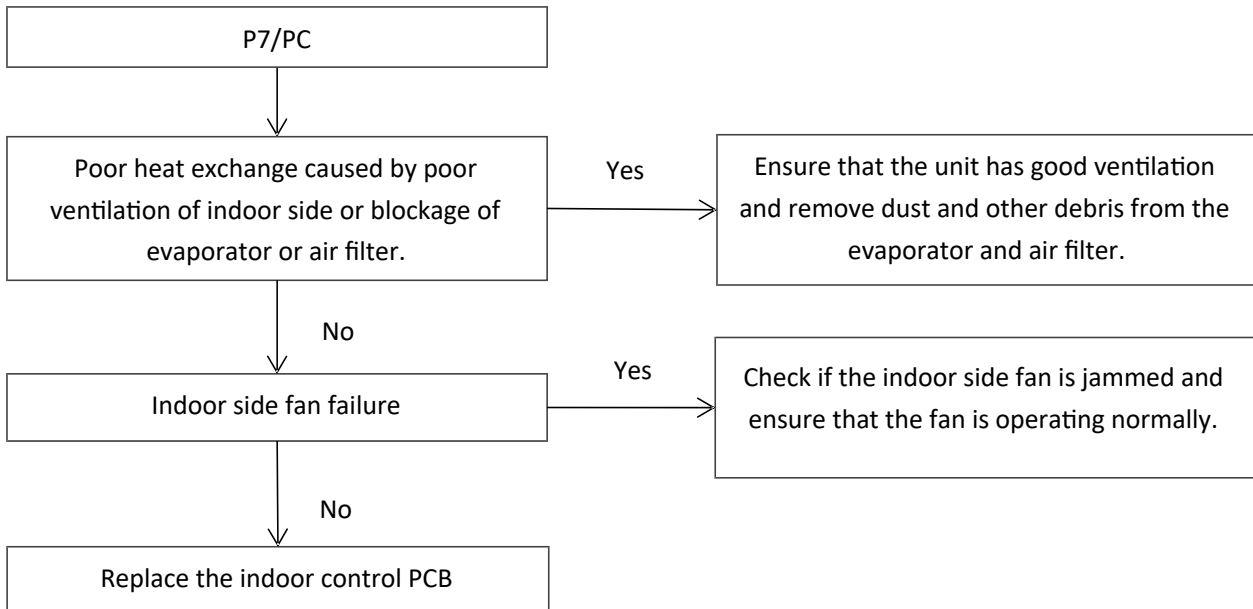 P7/PC
Poor heat exchange caused by poor
ventilation of indoor side or blockage of
evaporator or air filter.
Yes
Ensure that the unit has good ventilation
and remove dust and other debris from the
evaporator and air filter.
No
Indoor side fan failure
Yes
Check if the indoor side fan is jammed and
ensure that the fan is operating normally.
No
Replace the indoor control PCB